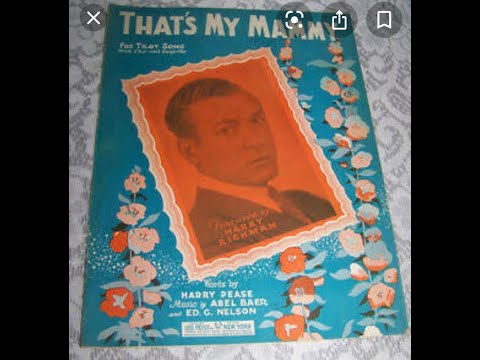 THAT'S MY MAMMY
FOX TROT SONG
Introduced by
HARRY
RICHMAN
Words by
HARRY PEASE
Music by ABEL BAER
and ED. G. NELSON
LEO. FEIST NEW YORK